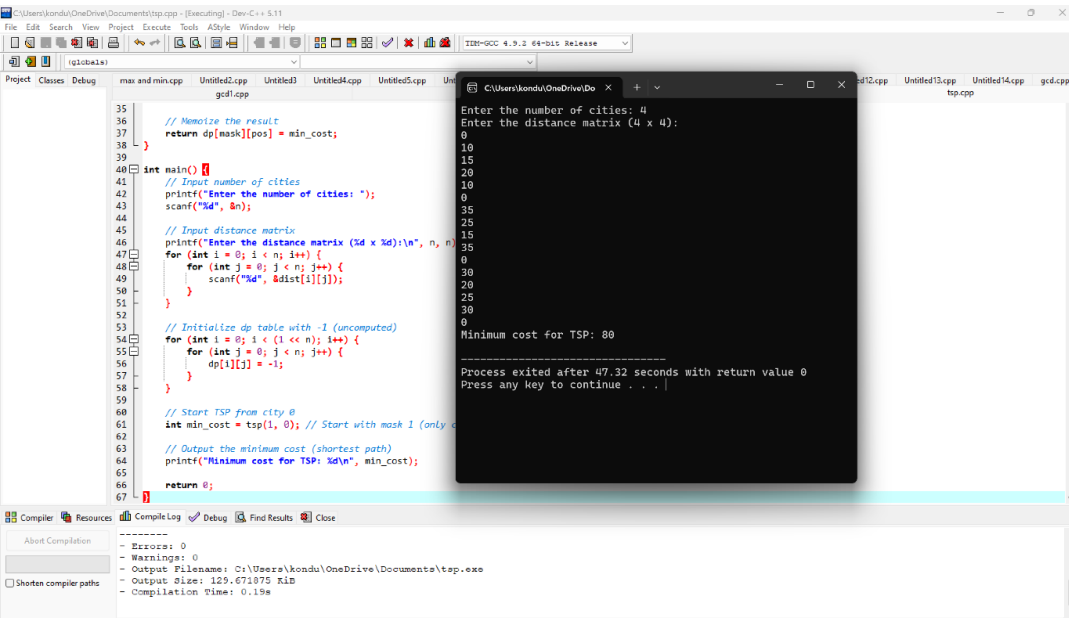 C:\Users\kondu\OneDrive\Documents\tsp.cpp - [Executing] - Dev-C++ 5.11
File Edit Search View Project Execute Tools AStyle Window Help
TDM-GCC 4.9.2 64-bit Release
(globals)
Project Classes Debug
max and min.cpp Untitled2.cpp Untitled3 Untitled4.cpp Untitled5.cpp Unt ed12.cpp Untitled13.cpp Untitled14.cpp gcd.cpp
gcd1.cpp tsp.cpp
35
36 // Memoize the result
37 return dp[mask][pos] = min_cost;
38 }
39
40 int main() {
41 // Input number of cities
42 printf("Enter the number of cities: ");
43 scanf("%d", &n);
44
45 // Input distance matrix
46 printf("Enter the distance matrix (%d x %d):\n", n, n)
47 for (int i = 0; i < n; i++) {
48 for (int j = 0; j < n; j++) {
49 scanf("%d", &dist[i][j]);
50 }
51 }
52
53 // Initialize dp table with -1 (uncomputed)
54 for (int i = 0; i < (1 << n); i++) {
55 for (int j = 0; j < n; j++) {
56 dp[i][j] = -1;
57 }
58 }
59
60 // Start TSP from city 0
61 int min_cost = tsp(1, 0); // Start with mask 1 (only c
62
63 // Output the minimum cost (shortest path)
64 printf("Minimum cost for TSP: %d\n", min_cost);
65
66 return 0;
67 }
C:\Users\kondu\OneDrive\Do
Enter the number of cities: 4
Enter the distance matrix (4 x 4):
0
10
15
20
10
0
35
25
15
35
0
30
20
25
30
0
Minimum cost for TSP: 80
--------------------------------
Process exited after 47.32 seconds with return value 0
Press any key to continue . . .
Compiler Resources Compile Log Debug Find Results Close
Abort Compilation
Shorten compiler paths
--------
- Errors: 0
- Warnings: 0
- Output Filename: C:\Users\kondu\OneDrive\Documents\tsp.exe
- Output Size: 129.671875 KiB
- Compilation Time: 0.19s